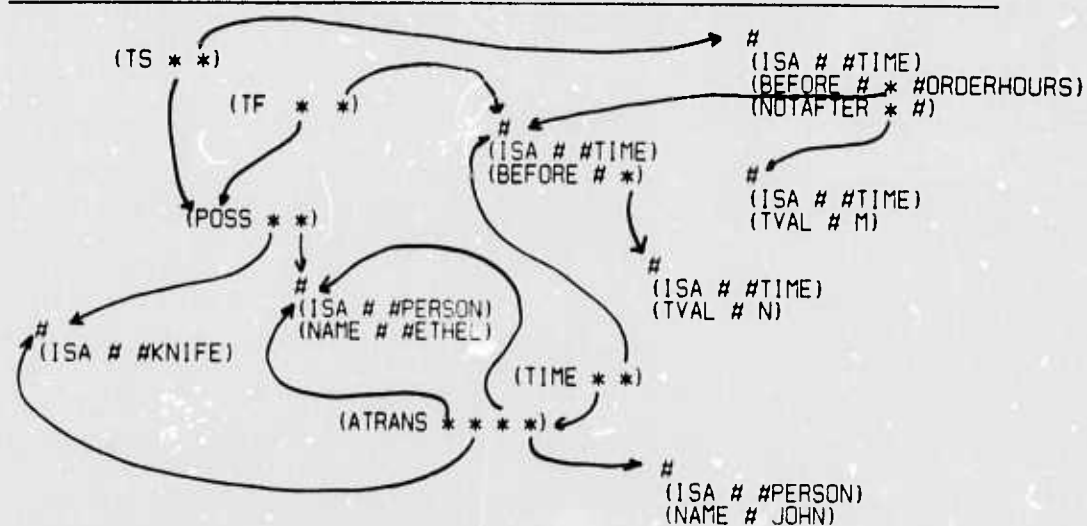 (TS * *)
#
(ISA # #TIME)
(BEFORE # * #ORDERHOURS)
(NOTAFTER * #)
(TF * *)
#
(ISA # #TIME)
(BEFORE # *)
#
(ISA # #TIME)
(TVAL # M)
(POSS * *)
#
(ISA # #TIME)
(TVAL # N)
#
(ISA # #PERSON)
(NAME # #ETHEL)
#
(ISA # #KNIFE)
(TIME * *)
(ATRANS * * * *)
#
(ISA # #PERSON)
(NAME # JOHN)